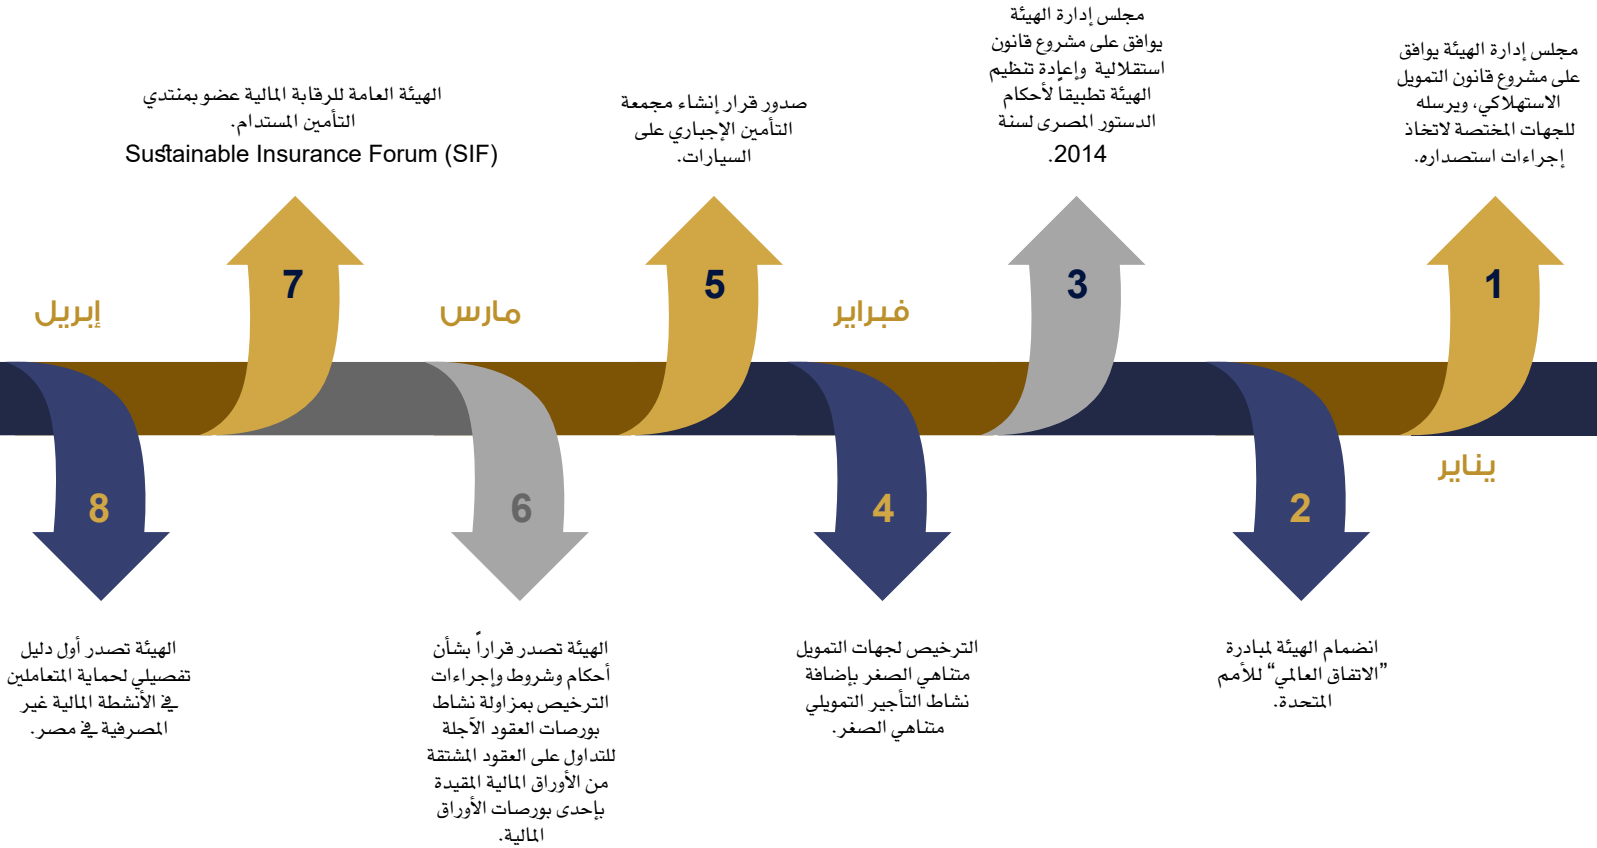 مجلس إدارة الهيئة يوافق
على مشروع قانون التمويل
الاستهلاكي، ويرسله
للجهات المختصة لاتخاذ
إجراءات استصداره.
1
يناير
2
انضمام الهيئة لمبادرة
”الاتفاق العالمي“ للأمم
المتحدة.
مجلس إدارة الهيئة
يوافق على مشروع قانون
استقلالية وإعادة تنظيم
الهيئة تطبيقاً لأحكام
الدستور المصرى لسنة
2014.
3
فبراير
4
الترخيص لجهات التمويل
متناهي الصغر بإضافة
نشاط التأجير التمويلي
متناهي الصغر.
صدور قرار إنشاء مجمعة
التأمين الإجباري على
السيارات.
5
مارس
6
الهيئة تصدر قراراً بشأن
أحكام وشروط وإجراءات
الترخيص بمزاولة نشاط
بورصات العقود الآجلة
للتداول على العقود المشتقة
من الأوراق المالية المقيدة
بإحدى بورصات الأوراق
المالية.
الهيئة العامة للرقابة المالية عضو بمنتدي
التأمين المستدام.
Sustainable Insurance Forum (SIF)
7
إبريل
8
الهيئة تصدر أول دليل
تفصيلي لحماية المتعاملين
في الأنشطة المالية غير
المصرفية في مصر.